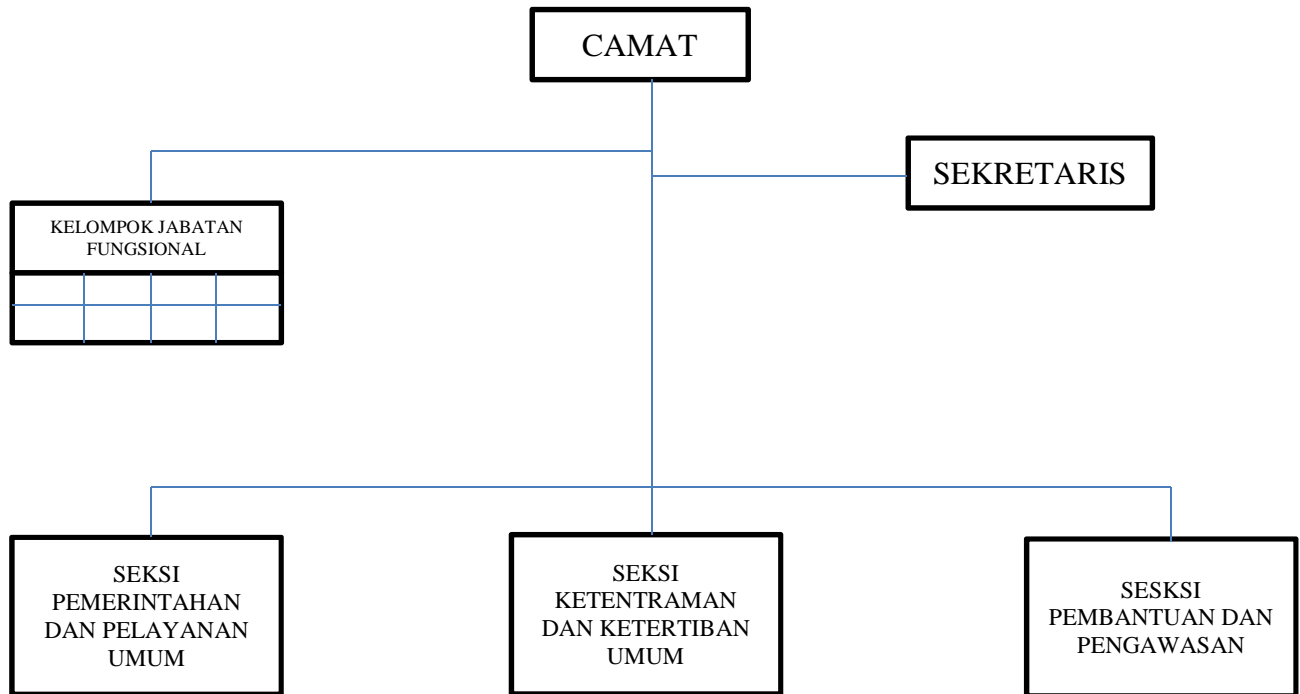 CAMAT
SEKRETARIS
KELOMPOK JABATAN
FUNGSIONAL
SEKSI
PEMERINTAHAN
DAN PELAYANAN
UMUM
SEKSI
KETENTRAMAN
DAN KETERTIBAN
UMUM
SESKSI
PEMBANTUAN DAN
PENGAWASAN